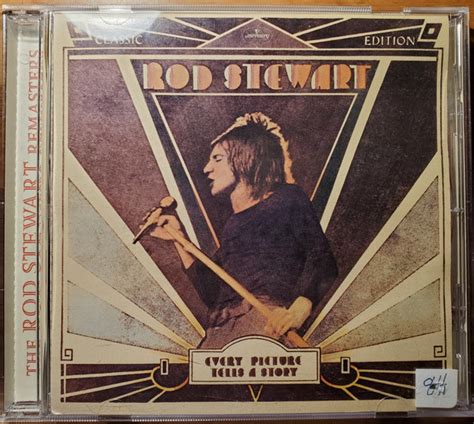 THE ROD STEWART REMASTERS
CLASSIC
EDITION
ROD STEWART
EVERY PICTURE
TELLS A STORY